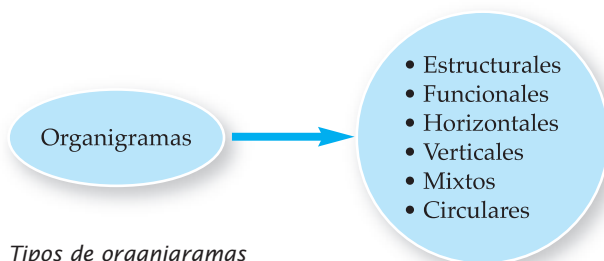 Organigramas
• Estructurales
• Funcionales
• Horizontales
• Verticales
• Mixtos
• Circulares
Tipos de organigramas